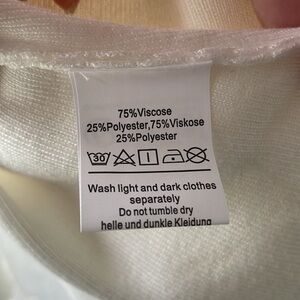 75%Viscose
25%Polyester,75%Viskose
25%Polyester
30
Wash light and dark clothes
separately
Do not tumble dry
helle und dunkle Kleidung